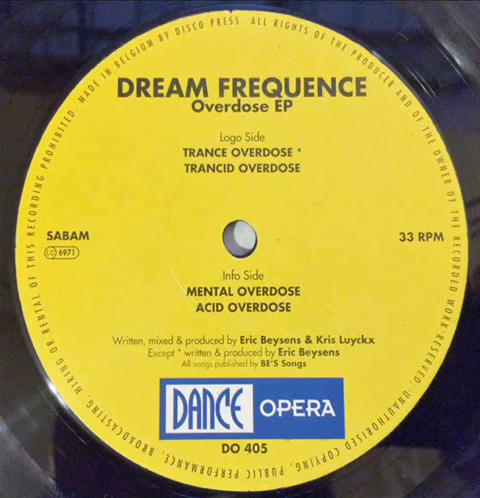 MADE IN BELGIUM BY DISCO PRESS. ALL RIGHTS OF THE PRODUCER AND OF THE OWNER OF THE RECORDED WORK RESERVED. UNAUTHORISED COPYING, PUBLIC PERFORMANCE, BROADCASTING, HIRING OR RENTAL OF THIS RECORDING PROHIBITED.
DREAM FREQUENCE
Overdose EP
Logo Side
TRANCE OVERDOSE *
TRANCID OVERDOSE
SABAM
LC 6971
33 RPM
Info Side
MENTAL OVERDOSE
ACID OVERDOSE
Written, mixed & produced by Eric Beysens & Kris Luyckx
Except * written & produced by Eric Beysens
All songs published by BE'S Songs
DANCE OPERA
DO 405